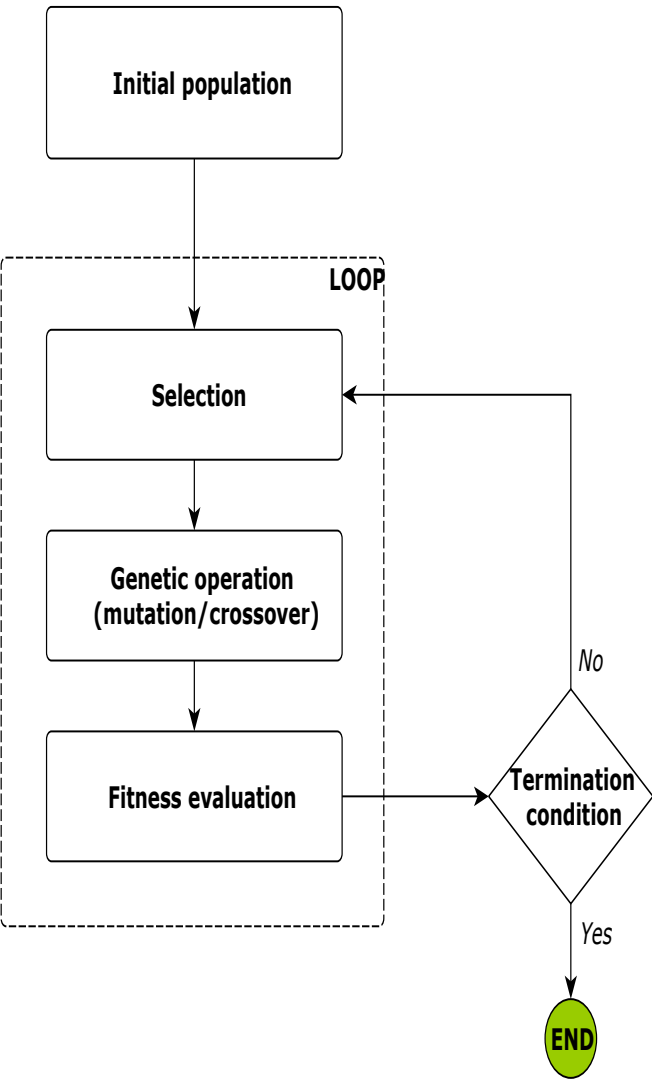 Initial population
LOOP
Selection
Genetic operation
(mutation/crossover)
Fitness evaluation
No
Termination
condition
Yes
END